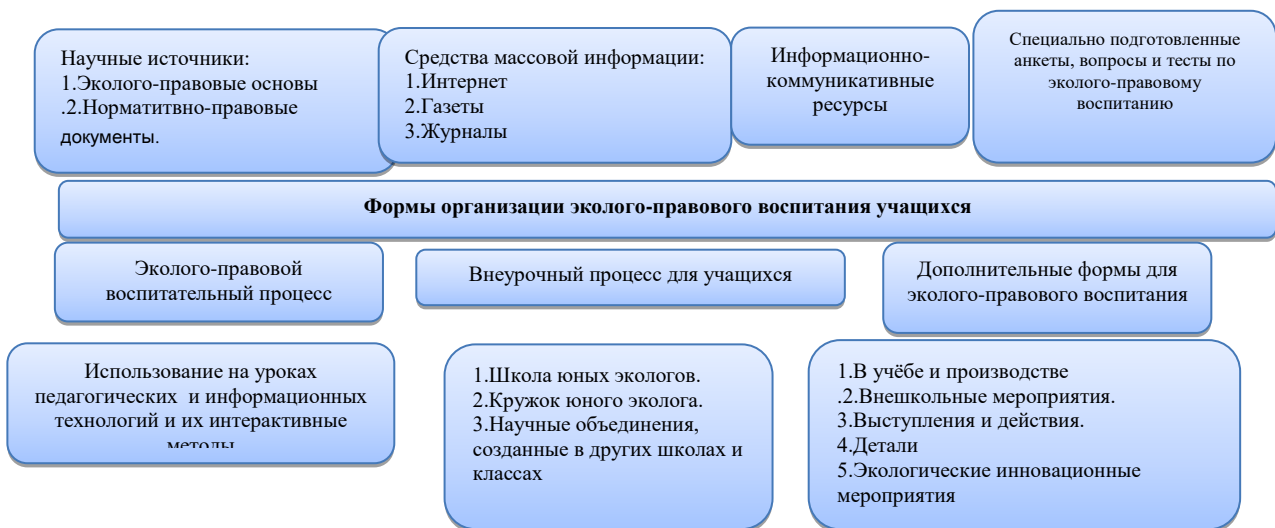 Научные источники:
1.Эколого-правовые основы
.2.Норматитвно-правовые
документы.
Средства массовой информации:
1.Интернет
2.Газеты
3.Журналы
Информационно-
коммуникативные
ресурсы
Специально подготовленные
анкеты, вопросы и тесты по
эколого-правовому
воспитанию
Формы организации эколого-правового воспитания учащихся
Эколого-правовой
воспитательный процесс
Внеурочный процесс для учащихся
Дополнительные формы для
эколого-правового воспитания
Использование на уроках
педагогических и информационных
технологий и их интерактивные
методы
1.Школа юных экологов.
2.Кружок юного эколога.
3.Научные объединения,
созданные в других школах и
классах
1.В учёбе и производстве
.2.Внешкольные мероприятия.
3.Выступления и действия.
4.Детали
5.Экологические инновационные
мероприятия